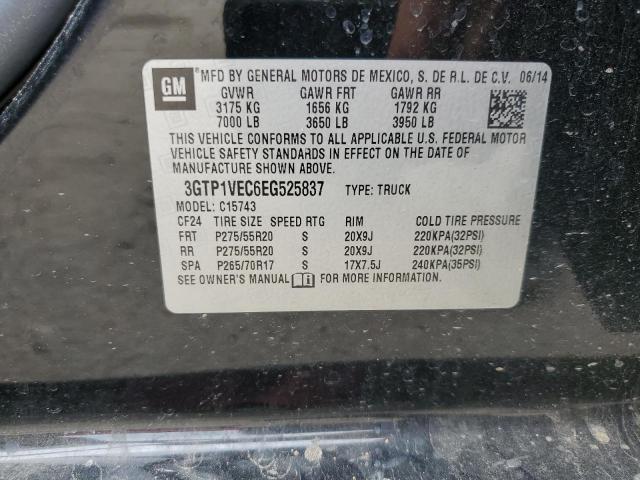 GM MFD BY GENERAL MOTORS DE MEXICO, S. DE R.L. DE C.V. 06/14
GVWR GAWR FRT GAWR RR
3175 KG 1656 KG 1792 KG
7000 LB 3650 LB 3950 LB
THIS VEHICLE CONFORMS TO ALL APPLICABLE U.S. FEDERAL MOTOR
VEHICLE SAFETY STANDARDS IN EFFECT ON THE DATE OF
MANUFACTURE SHOWN ABOVE.
3GTP1VEC6EG525837 TYPE: TRUCK
MODEL: C15743
CF24 TIRE SIZE SPEED RTG RIM COLD TIRE PRESSURE
FRT P275/55R20 S 20X9J 220KPA(32PSI)
RR P275/55R20 S 20X9J 220KPA(32PSI)
SPA P265/70R17 S 17X7.5J 240KPA(35PSI)
SEE OWNER'S MANUAL FOR MORE INFORMATION.